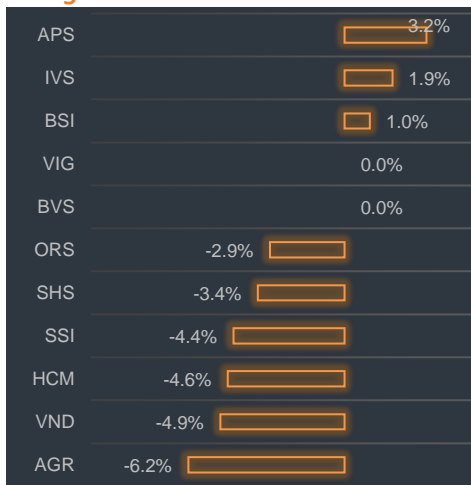 APS 3.2%
IVS 1.9%
BSI 1.0%
VIG 0.0%
BVS 0.0%
ORS -2.9%
SHS -3.4%
SSI -4.4%
HCM -4.6%
VND -4.9%
AGR -6.2%